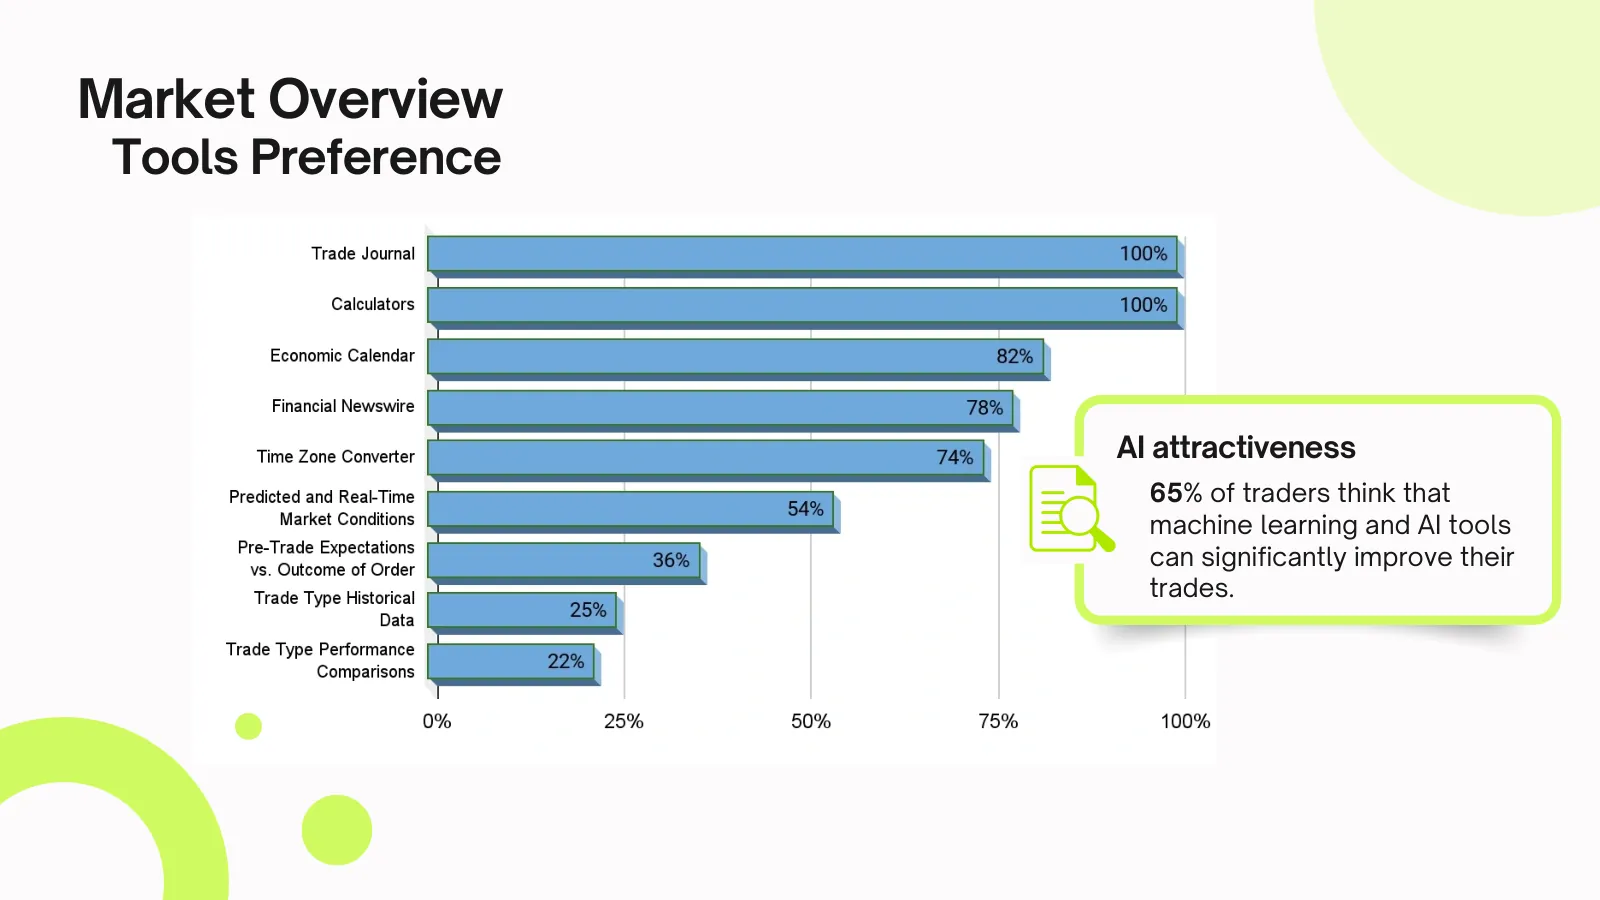 Market Overview
Tools Preference
Trade Journal
100%
Calculators
100%
Economic Calendar
82%
Financial Newswire
78%
Time Zone Converter
74%
Predicted and Real-Time
Market Conditions
54%
Pre-Trade Expectations
vs. Outcome of Order
36%
Trade Type Historical
Data
25%
Trade Type Performance
Comparisons
22%
0%
25%
50%
75%
100%
AI attractiveness
65% of traders think that
machine learning and AI tools
can significantly improve their
trades.